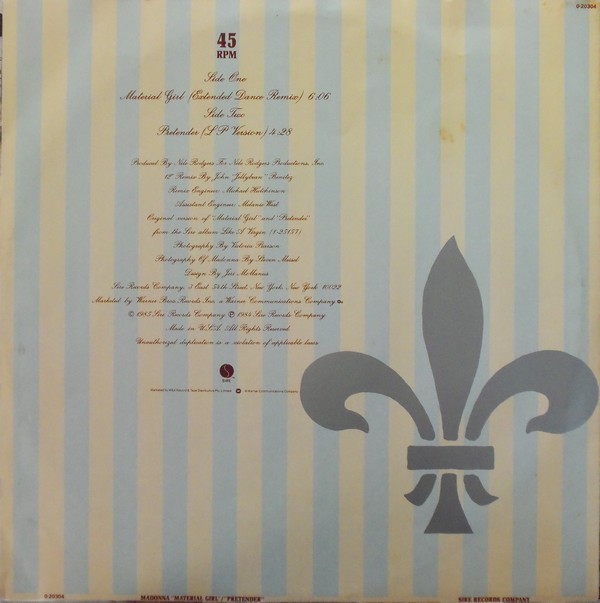 0-20304
45
RPM
Side One
Material Girl (Extended Dance Remix) 6:06
Side Two
Pretender (LP Version) 4:28
Produced By Nile Rodgers For Nile Rodgers Productions, Inc.
12" Remix By John "Jellybean" Benitez
Remix Engineer: Michael Hutchinson
Assistant Engineer: Melanie West
Original version of "Material Girl" and "Pretender"
from the Sire album Like A Virgin (1-25157)
Photography By Victoria Pearson
Photography Of Madonna By Steven Meisel
Design By Jeri McManus
Sire Records Company, 3 East 54th Street, New York, New York 10022
Marketed by Warner Bros. Records Inc. a Warner Communications Company
© 1985 Sire Records Company ℗ 1984 Sire Records Company
Made in U.S.A. All Rights Reserved
Unauthorized duplication is a violation of applicable laws
SIRE
0-20304
MADONNA "MATERIAL GIRL"/"PRETENDER"
SIRE RECORDS COMPANY